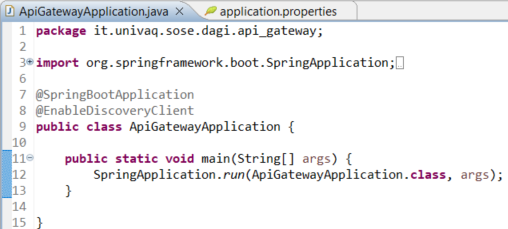 ApiGatewayApplication.java application.properties
1 package it.univaq.sose.dagi.api_gateway;
2
3 import org.springframework.boot.SpringApplication;
6
7 @SpringBootApplication
8 @EnableDiscoveryClient
9 public class ApiGatewayApplication {
10
11 public static void main(String[] args) {
12 SpringApplication.run(ApiGatewayApplication.class, args);
13 }
14
15 }